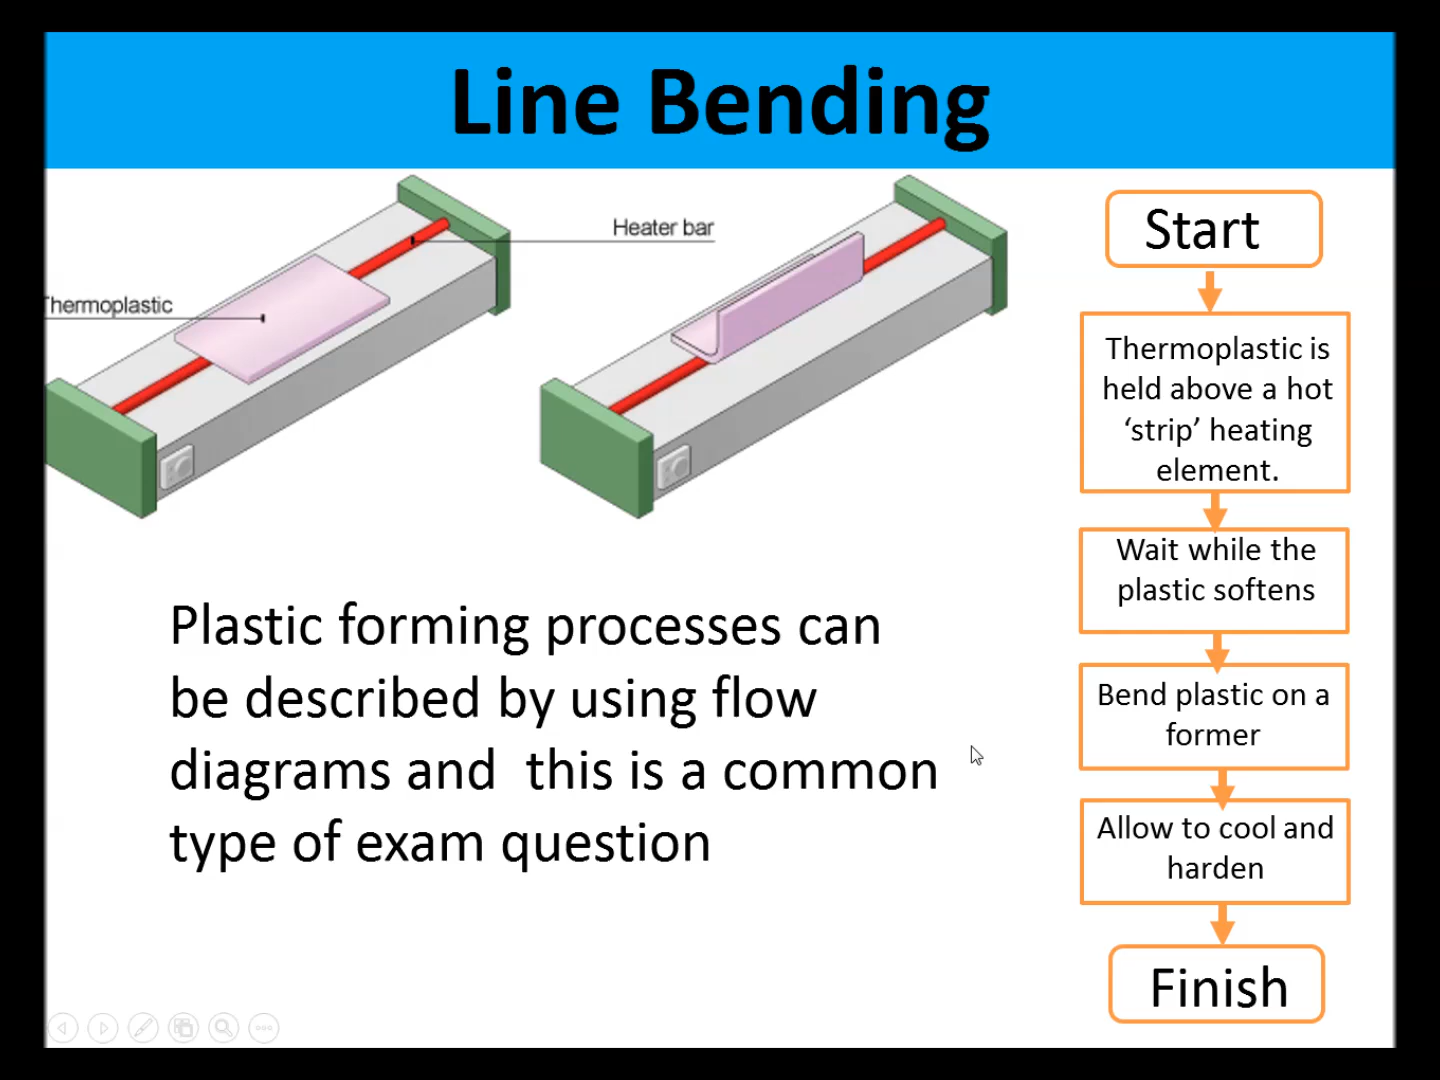 Line Bending
Thermoplastic
Heater bar
Plastic forming processes can
be described by using flow
diagrams and this is a common
type of exam question
Start
Thermoplastic is
held above a hot
‘strip’ heating
element.
Wait while the
plastic softens
Bend plastic on a
former
Allow to cool and
harden
Finish